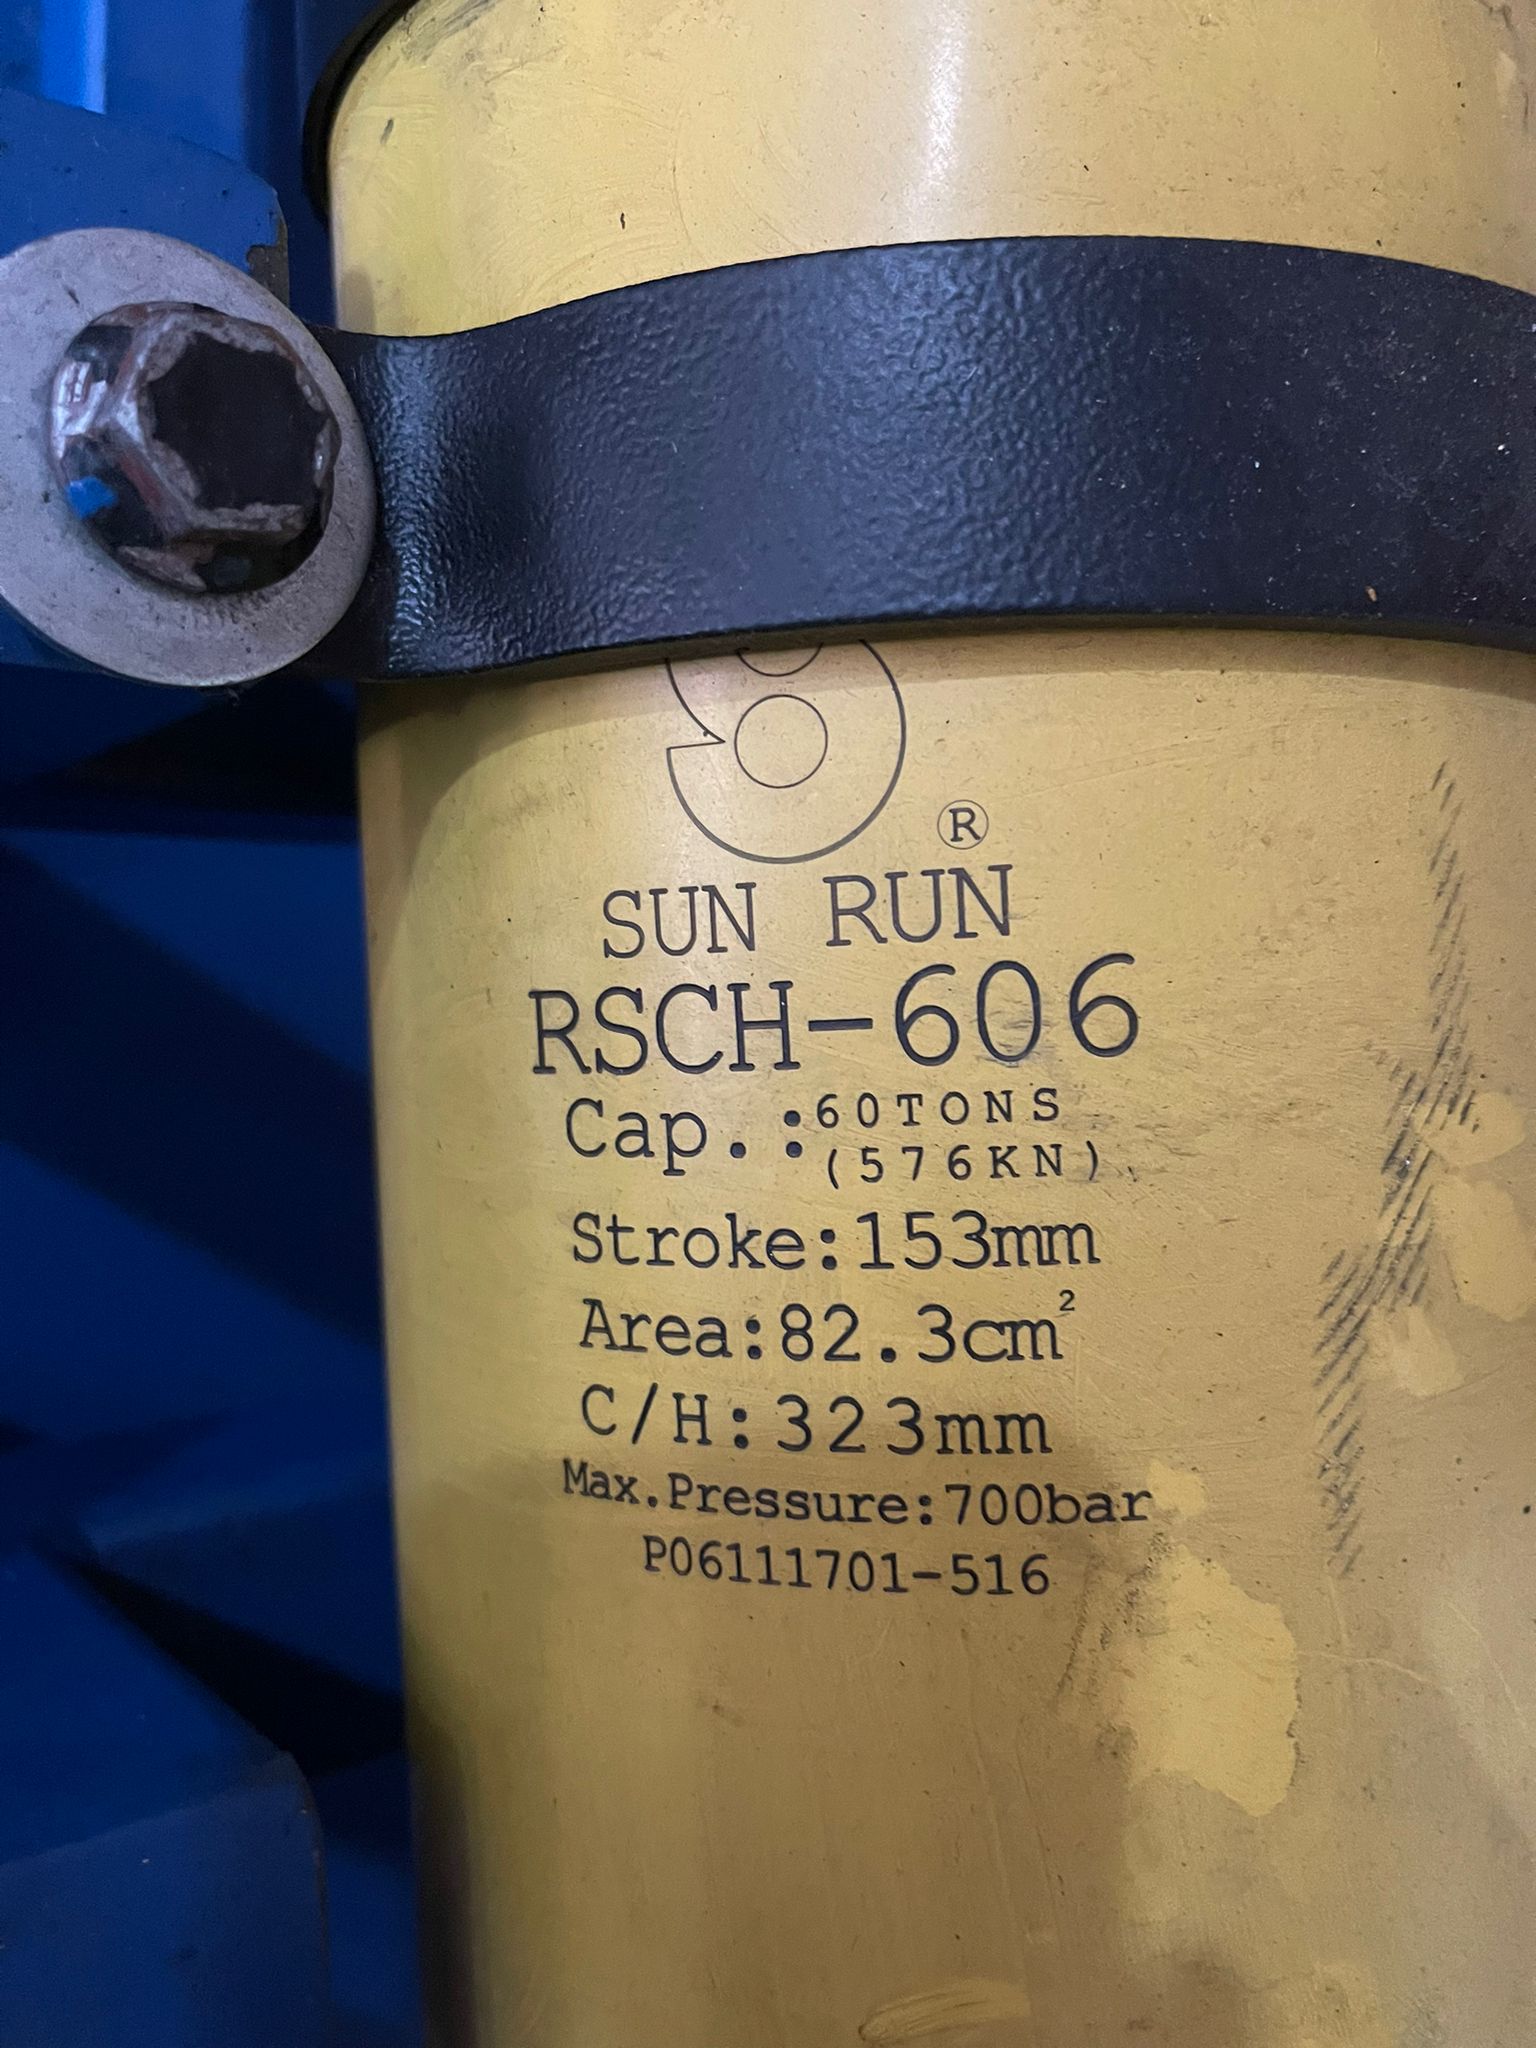 ®
SUN RUN
RSCH-606
Cap.:60TONS
(576KN)
Stroke:153mm
Area:82.3cm²
C/H:323mm
Max.Pressure:700bar
P06111701-516